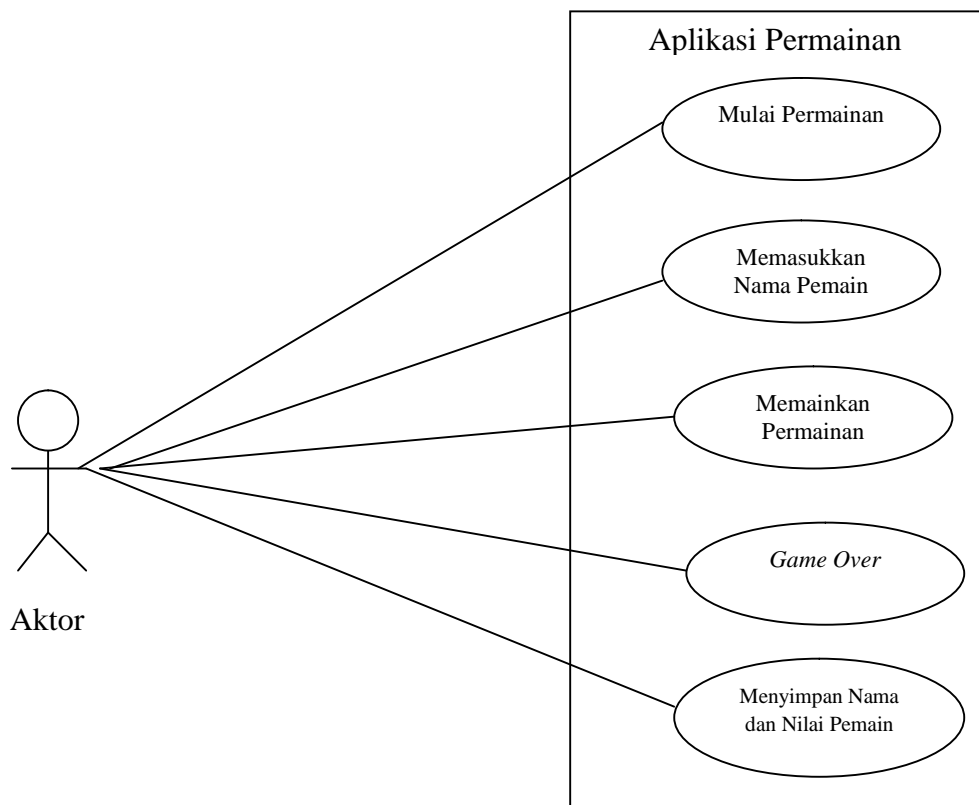 Aplikasi Permainan
Mulai Permainan
Memasukkan
Nama Pemain
Memainkan
Permainan
Game Over
Aktor
Menyimpan Nama
dan Nilai Pemain